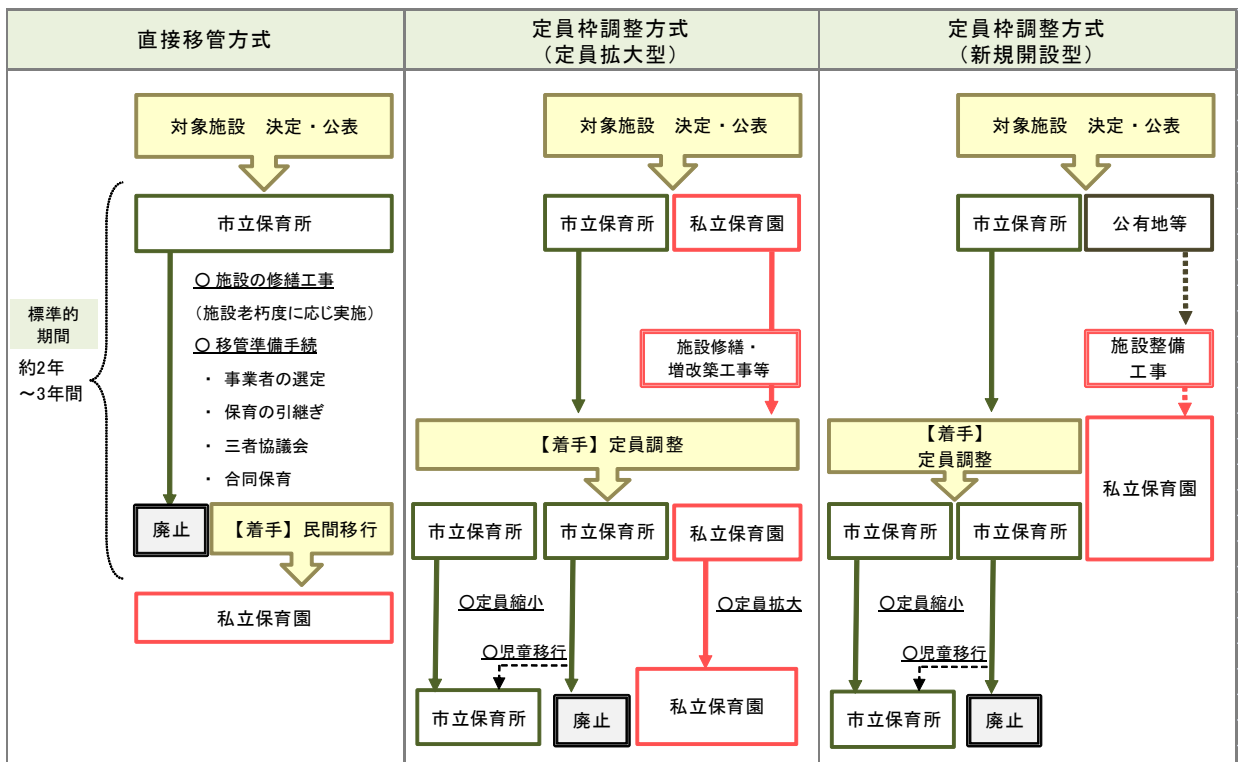 直接移管方式
対象施設　決定・公表
市立保育所
〇 施設の修繕工事
（施設老朽度に応じ実施）
〇 移管準備手続
・ 事業者の選定
・ 保育の引継ぎ
・ 三者協議会
・ 合同保育
標準的
期間
約2年
～3年間
廃止
【着手】民間移行
私立保育園
定員枠調整方式
（定員拡大型）
対象施設　決定・公表
市立保育所
私立保育園
施設修繕・
増改築工事等
【着手】定員調整
市立保育所
市立保育所
私立保育園
〇定員縮小
〇定員拡大
〇児童移行
市立保育所
廃止
私立保育園
定員枠調整方式
（新規開設型）
対象施設　決定・公表
市立保育所
公有地等
施設整備
工事
【着手】
定員調整
私立保育園
市立保育所
市立保育所
〇定員縮小
〇児童移行
市立保育所
廃止